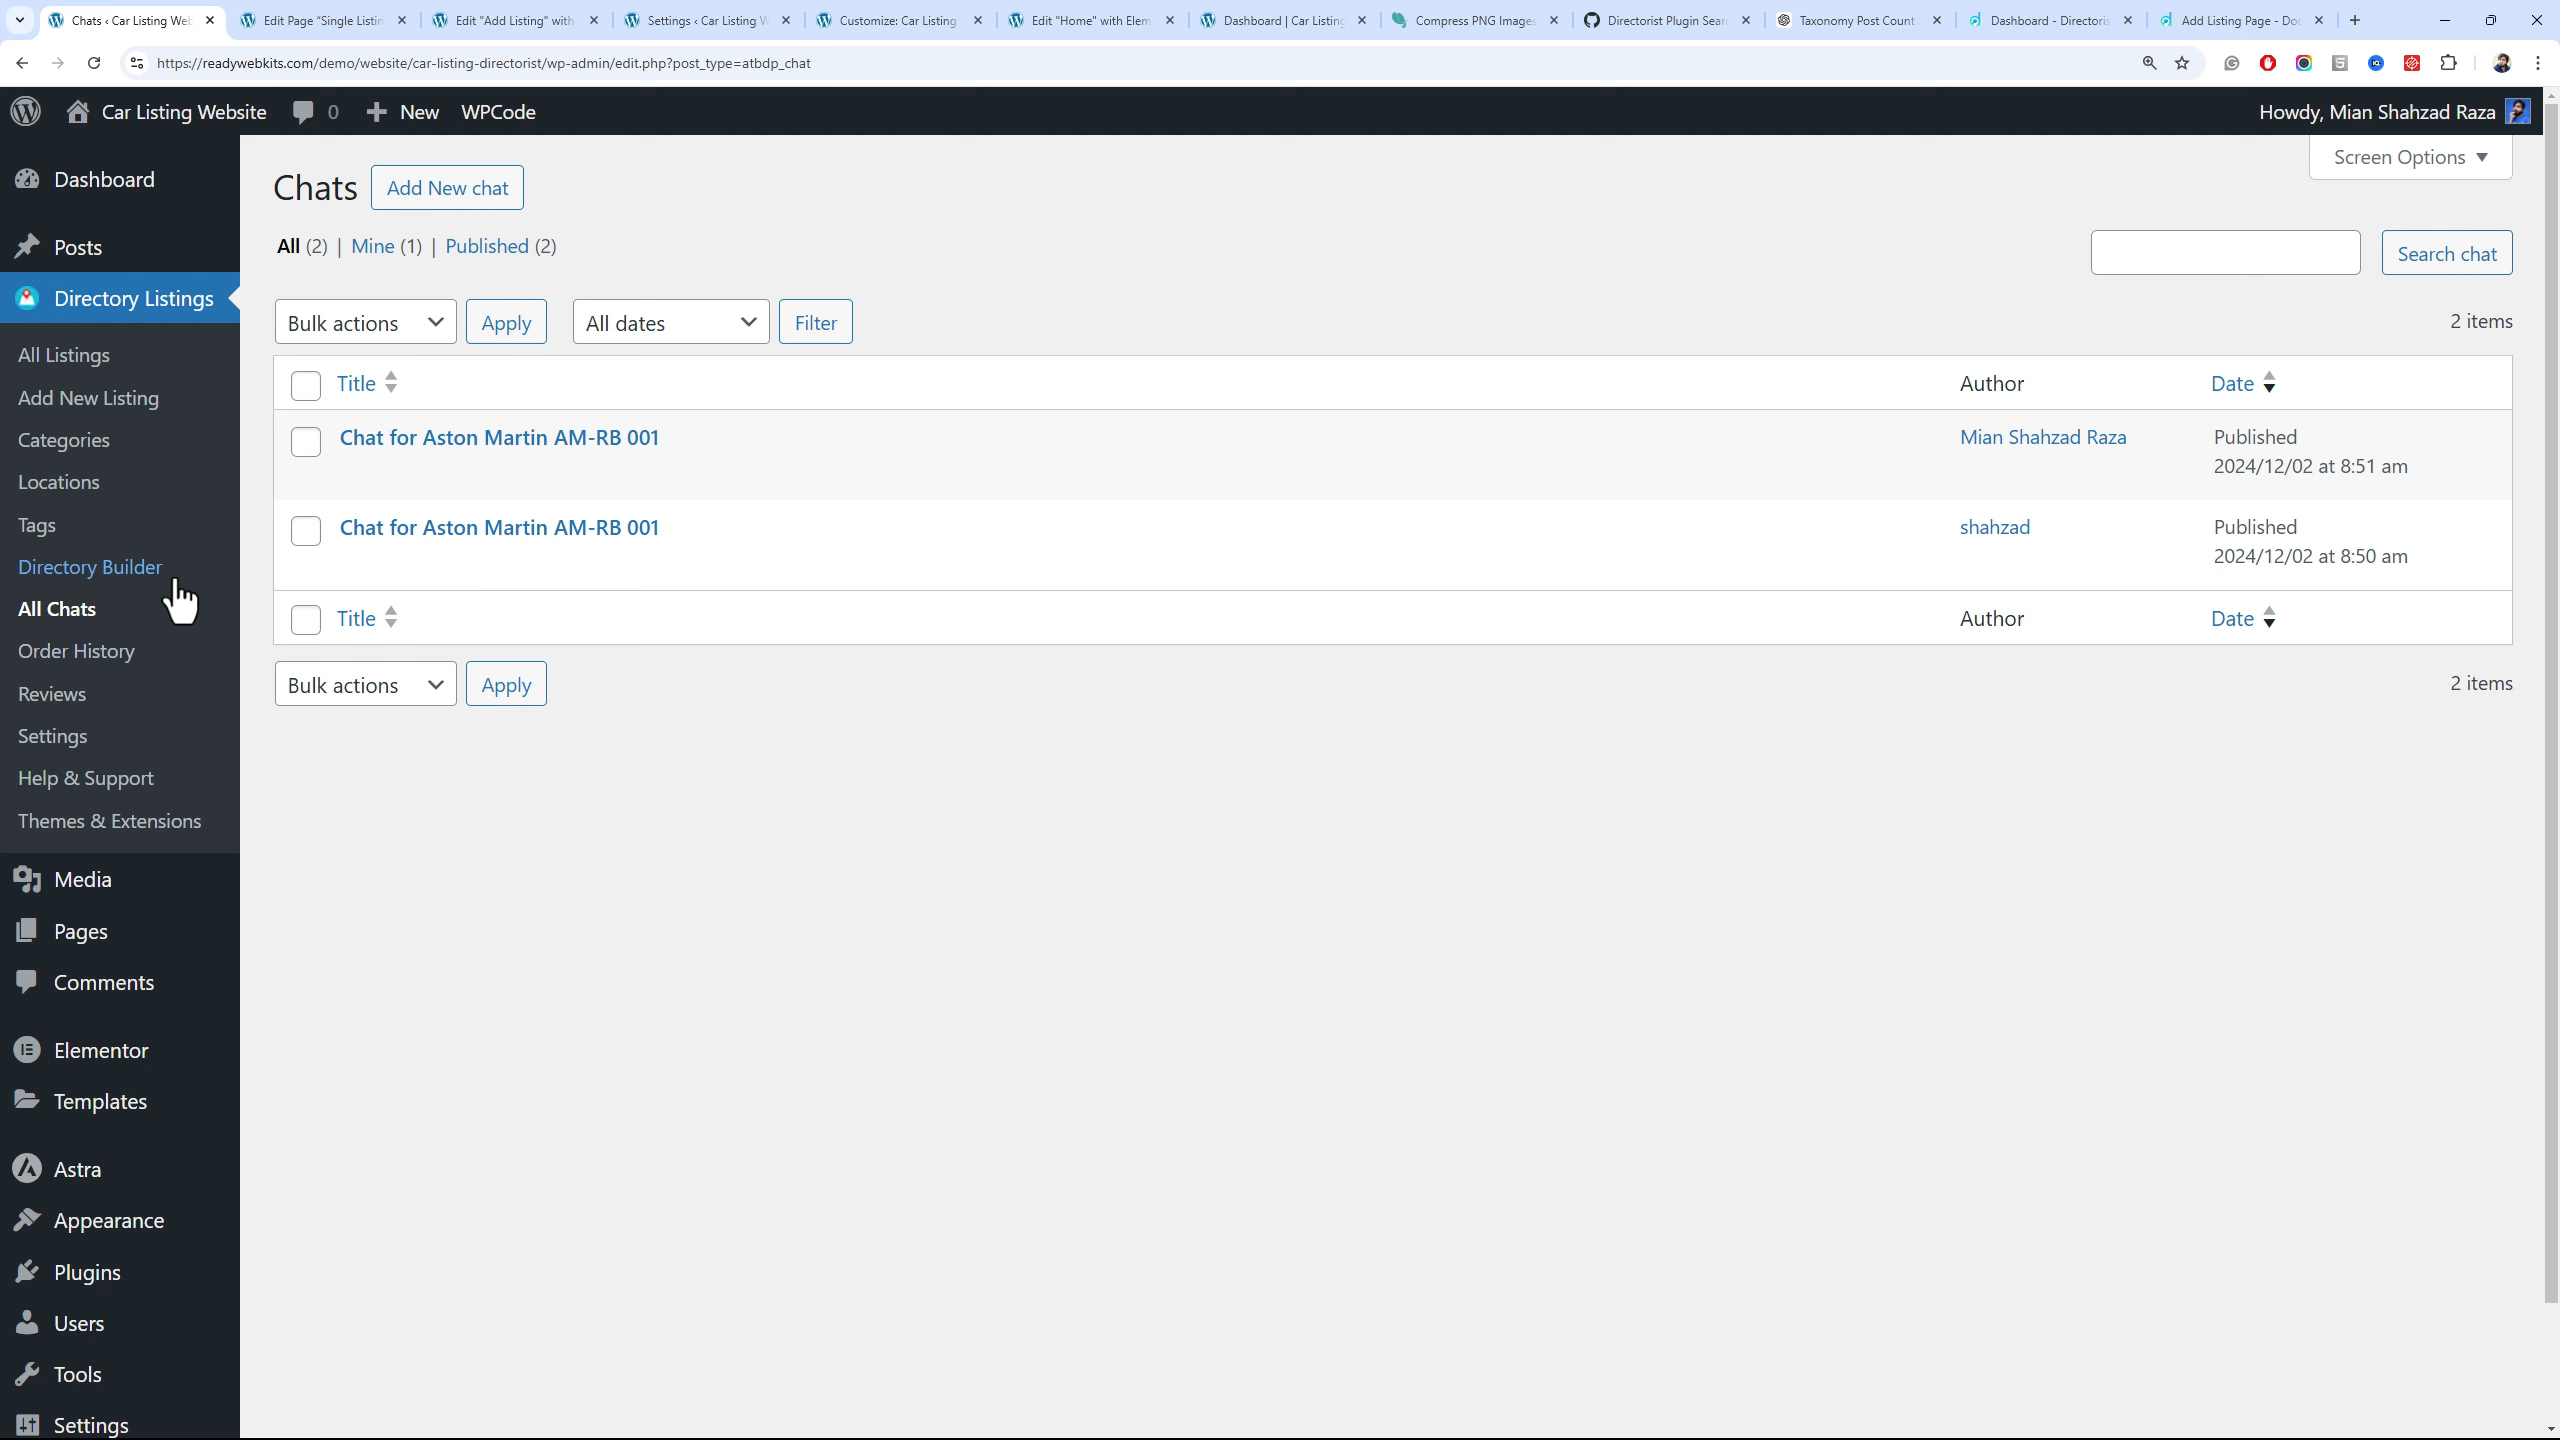 Chats ‹ Car Listing Web
Edit Page "Single Listin
Edit "Add Listing" with
Settings ‹ Car Listing W
Customize: Car Listing
Edit "Home" with Elem
Dashboard | Car Listing
Compress PNG Images
Directorist Plugin Sear
Taxonomy Post Count
Dashboard - Directoris
Add Listing Page - Doc
https://readywebkits.com/demo/website/car-listing-directorist/wp-admin/edit.php?post_type=atbdp_chat
Car Listing Website 0 New WPCode Howdy, Mian Shahzad Raza
Dashboard
Posts
Directory Listings
All Listings
Add New Listing
Categories
Locations
Tags
Directory Builder
All Chats
Order History
Reviews
Settings
Help & Support
Themes & Extensions
Media
Pages
Comments
Elementor
Templates
Astra
Appearance
Plugins
Users
Tools
Settings
Screen Options
Chats Add New chat
All (2) | Mine (1) | Published (2)
Search chat
Bulk actions Apply All dates Filter 2 items
Title Author Date
Chat for Aston Martin AM-RB 001 Mian Shahzad Raza Published
2024/12/02 at 8:51 am
Chat for Aston Martin AM-RB 001 shahzad Published
2024/12/02 at 8:50 am
Title Author Date
Bulk actions Apply 2 items